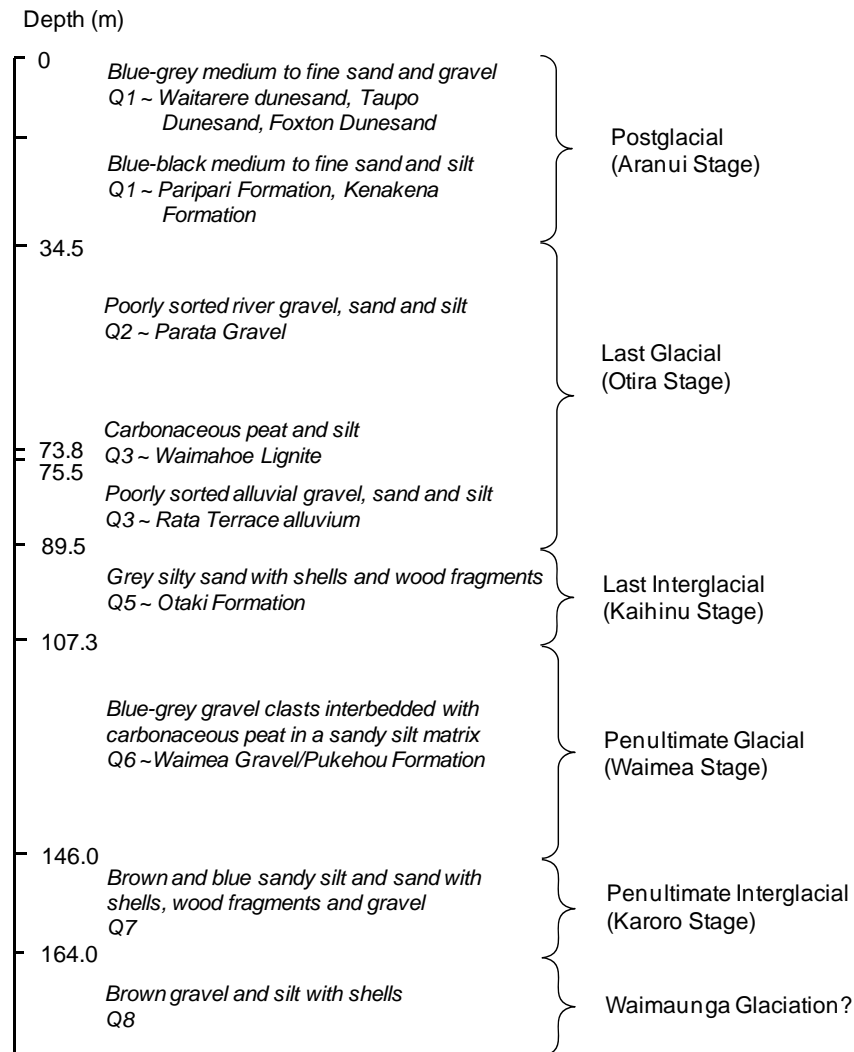 Depth (m)
0
Blue-grey medium to fine sand and gravel
Q1 ~ Waitarere dunesand, Taupo
Dunesand, Foxton Dunesand
Postglacial
(Aranui Stage)
Blue-black medium to fine sand and silt
Q1 ~ Paripari Formation, Kenakena
Formation
34.5
Poorly sorted river gravel, sand and silt
Q2 ~ Parata Gravel
Last Glacial
(Otira Stage)
Carbonaceous peat and silt
73.8
Q3 ~ Waimahoe Lignite
75.5
Poorly sorted alluvial gravel, sand and silt
Q3 ~ Rata Terrace alluvium
89.5
Grey silty sand with shells and wood fragments
Q5 ~ Otaki Formation
Last Interglacial
(Kaihinu Stage)
107.3
Blue-grey gravel clasts interbedded with
carbonaceous peat in a sandy silt matrix
Q6 ~Waimea Gravel/Pukehou Formation
Penultimate Glacial
(Waimea Stage)
146.0
Brown and blue sandy silt and sand with
shells, wood fragments and gravel
Q7
Penultimate Interglacial
(Karoro Stage)
164.0
Brown gravel and silt with shells
Q8
Waimaunga Glaciation?